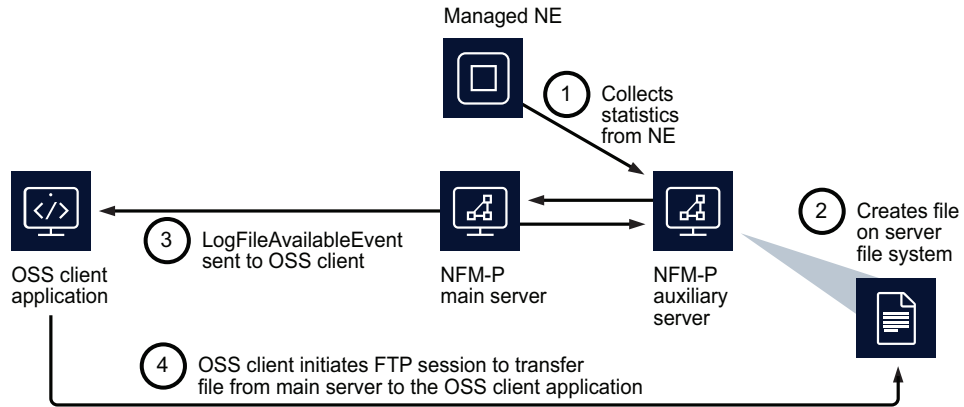 Managed NE
1
Collects
statistics
from NE
2
Creates file
on server
file system
3
LogFileAvailableEvent
sent to OSS client
OSS client
application
NFM-P
main server
NFM-P
auxiliary
server
4
OSS client initiates FTP session to transfer
file from main server to the OSS client application